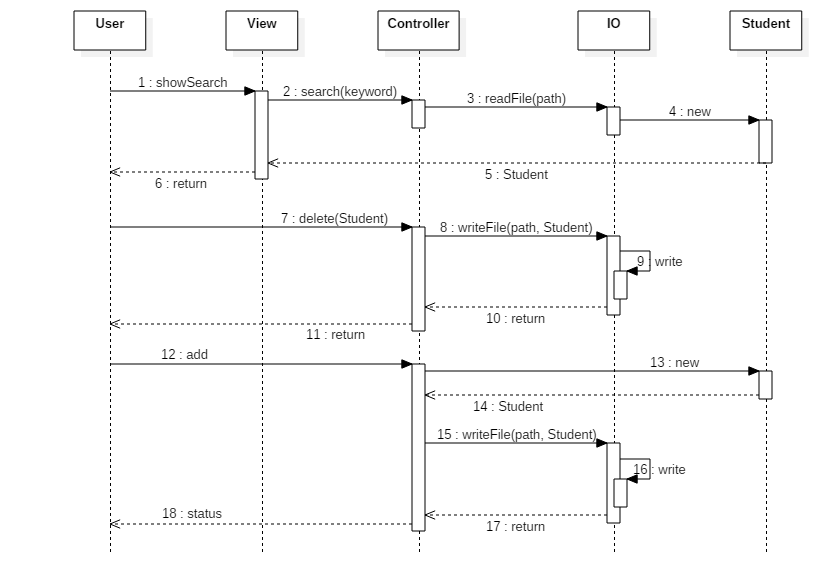 User
View
Controller
IO
Student
1 : showSearch
2 : search(keyword)
3 : readFile(path)
4 : new
5 : Student
6 : return
7 : delete(Student)
8 : writeFile(path, Student)
9 : write
10 : return
11 : return
12 : add
13 : new
14 : Student
15 : writeFile(path, Student)
16 : write
17 : return
18 : status